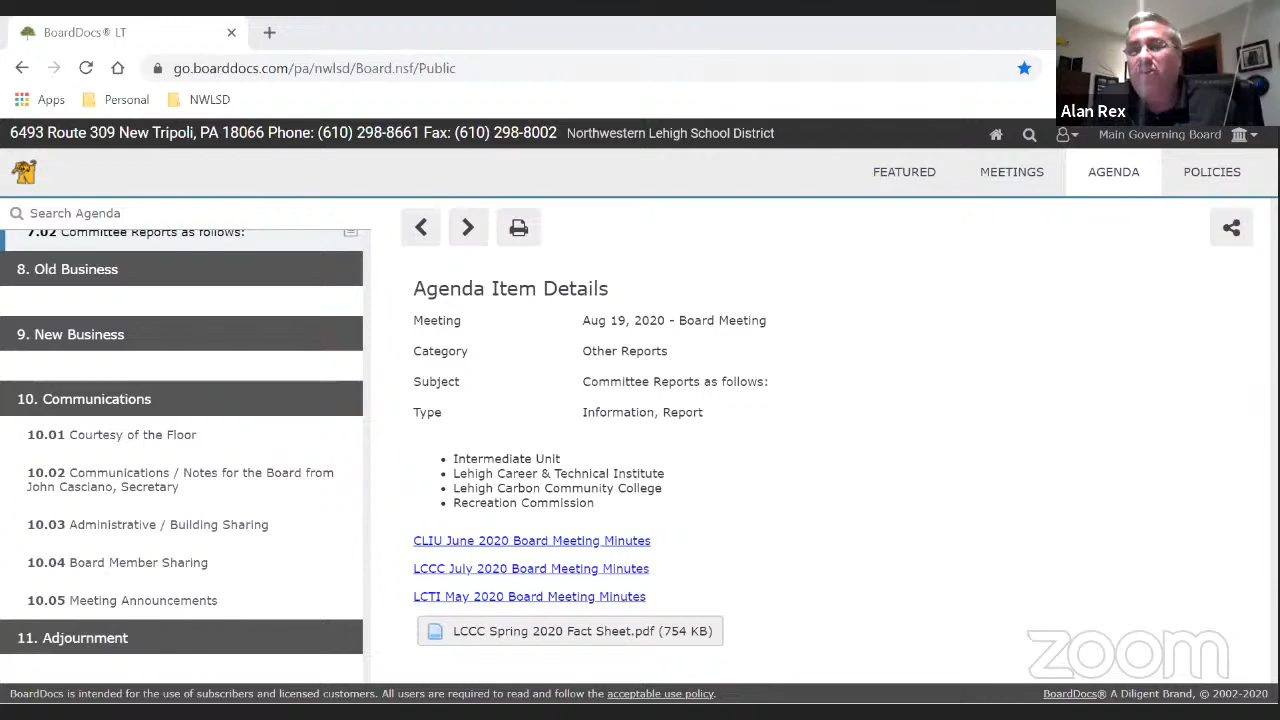 BoardDocs® LT
go.boarddocs.com/pa/nwlsd/Board.nsf/Public
Apps Personal NWLSD
Alan Rex
6493 Route 309 New Tripoli, PA 18066 Phone: (610) 298-8661 Fax: (610) 298-8002 Northwestern Lehigh School District
Main Governing Board
FEATURED MEETINGS AGENDA POLICIES
Search Agenda
7.02 Committee Reports as follows:
8. Old Business
9. New Business
10. Communications
10.01 Courtesy of the Floor
10.02 Communications / Notes for the Board from
John Casciano, Secretary
10.03 Administrative / Building Sharing
10.04 Board Member Sharing
10.05 Meeting Announcements
11. Adjournment
Agenda Item Details
Meeting Aug 19, 2020 - Board Meeting
Category Other Reports
Subject Committee Reports as follows:
Type Information, Report
• Intermediate Unit
• Lehigh Career & Technical Institute
• Lehigh Carbon Community College
• Recreation Commission
CLIU June 2020 Board Meeting Minutes
LCCC July 2020 Board Meeting Minutes
LCTI May 2020 Board Meeting Minutes
LCCC Spring 2020 Fact Sheet.pdf (754 KB)
zoom
BoardDocs is intended for the use of subscribers and licensed customers. All users are required to read and follow the acceptable use policy.
BoardDocs® A Diligent Brand, © 2002-2020